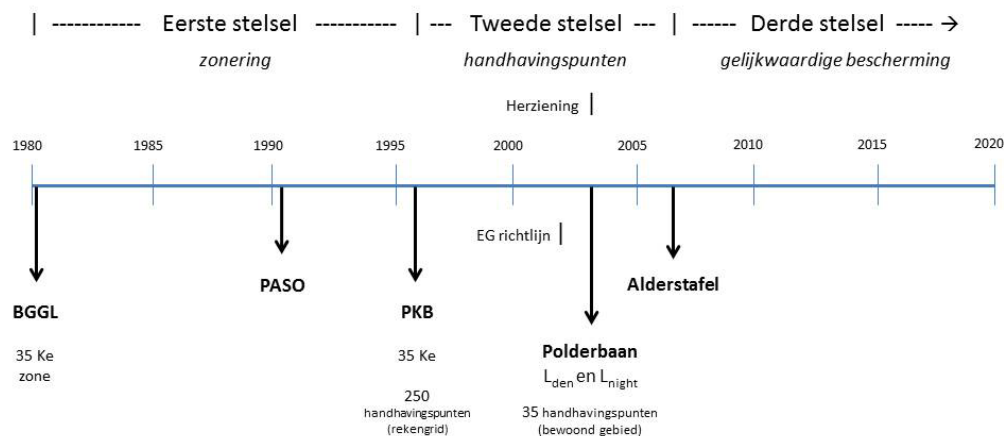 | ------------ Eerste stelsel ------------ | -- Tweede stelsel -- | ------ Derde stelsel ----- →
zonering handhavingspunten gelijkwaardige bescherming
Herziening
1980 1985 1990 1995 2000 2005 2010 2015 2020
EG richtlijn
BGGL
35 Ke
zone
PASO
PKB
35 Ke
250
handhavingspunten
(rekengrid)
Polderbaan
Lden en Lnight
35 handhavingspunten
(bewoond gebied)
Alderstafel